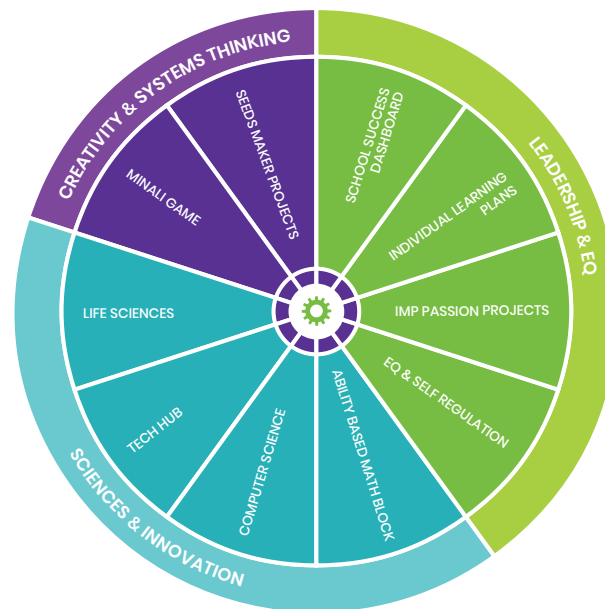 CREATIVITY & SYSTEMS THINKING
LEADERSHIP & EQ
SCIENCES & INNOVATION
SEEDS MAKER PROJECTS
MINALI GAME
SCHOOL SUCCESS
DASHBOARD
INDIVIDUAL LEARNING
PLANS
IMP PASSION PROJECTS
EQ & SELF REGULATION
ABILITY BASED MATH BLOCK
COMPUTER SCIENCE
TECH HUB
LIFE SCIENCES